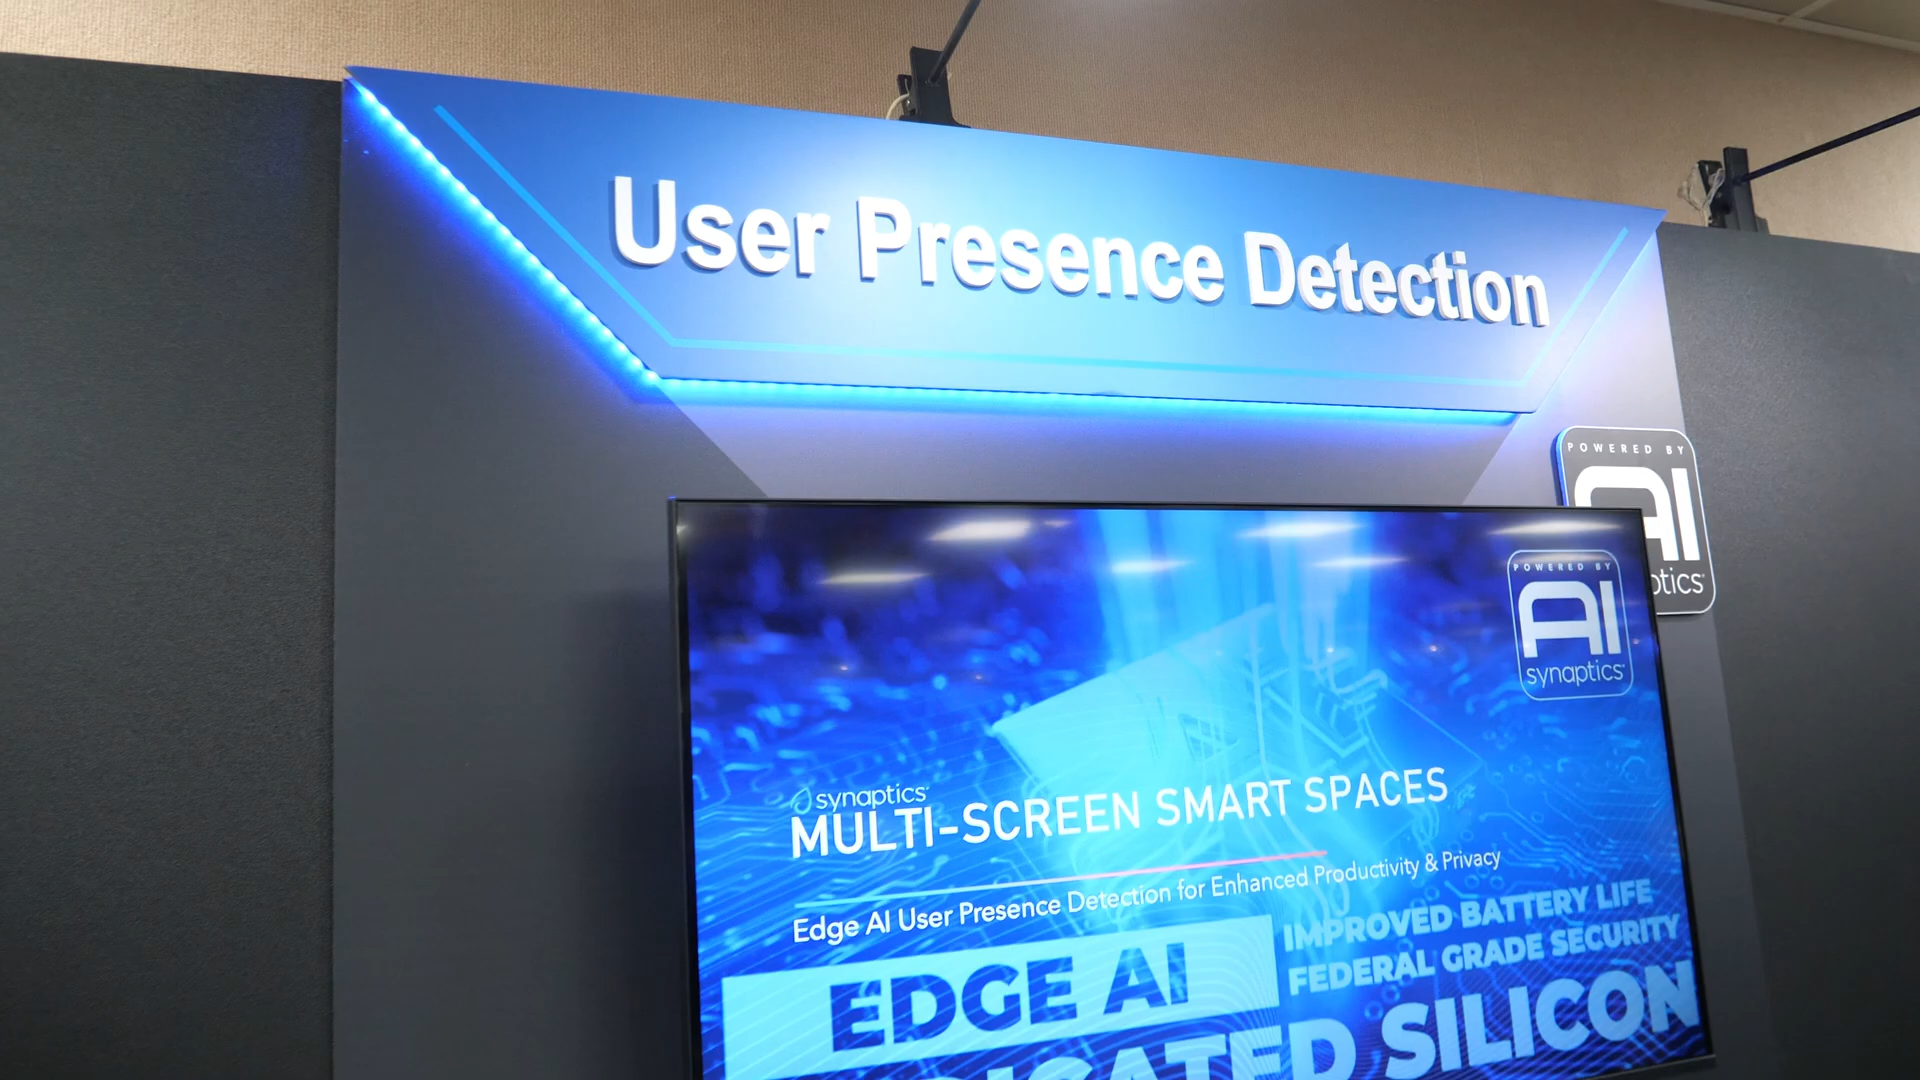 User Presence Detection
POWERED BY
AI
POWERED BY
AI
synaptics
synaptics
MULTI-SCREEN SMART SPACES
Edge AI User Presence Detection for Enhanced Productivity & Privacy
EDGE AI
IMPROVED BATTERY LIFE
FEDERAL GRADE SECURITY
SILICON